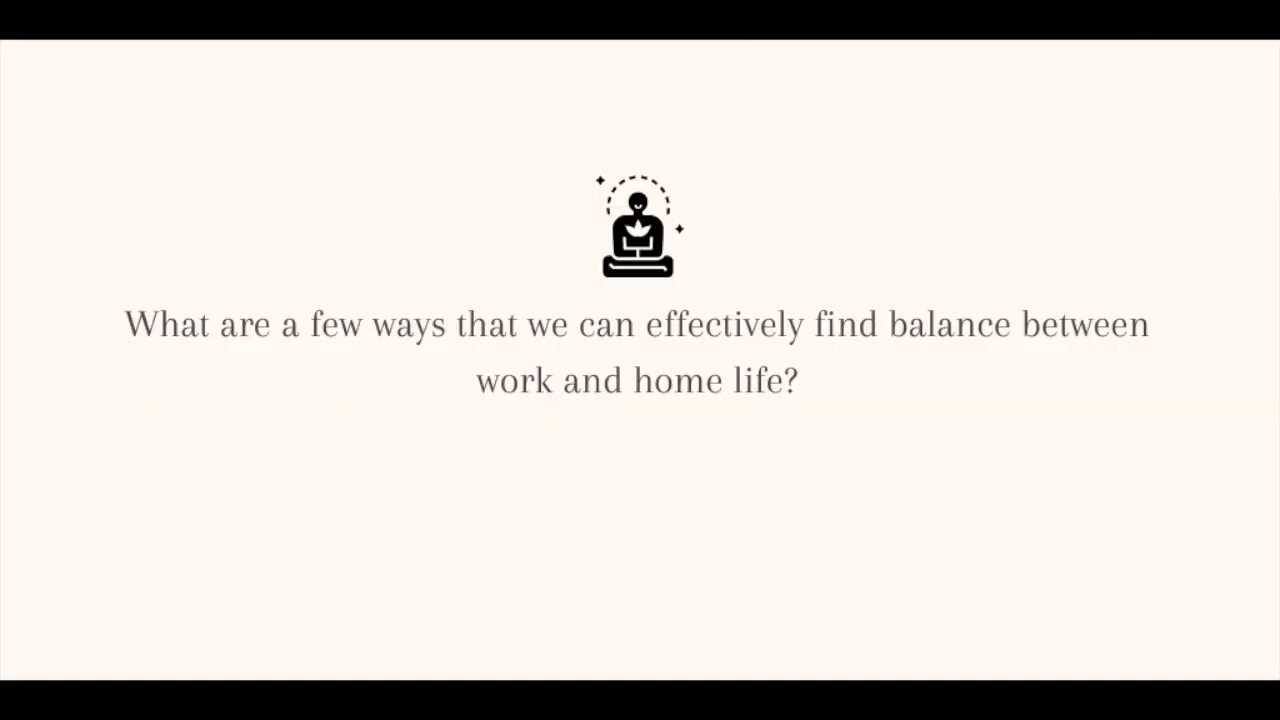 What are a few ways that we can effectively find balance between
work and home life?